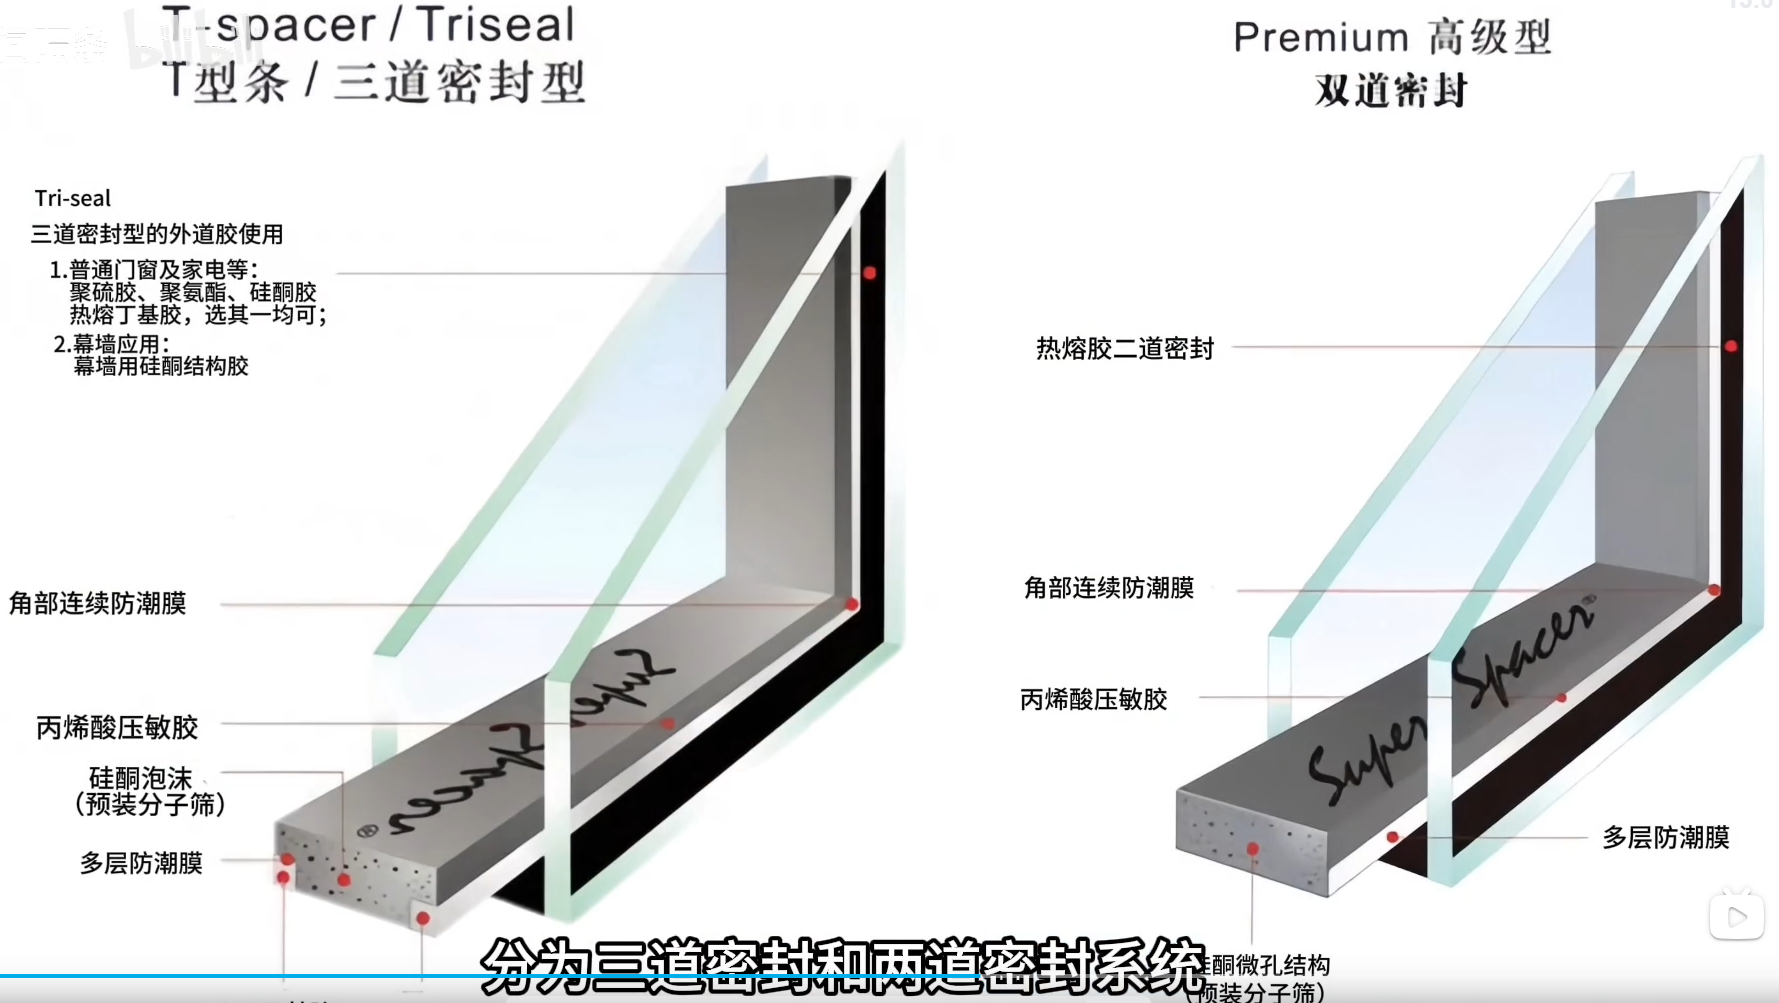 T-spacer / Triseal
T型条 / 三道密封型
Premium 高级型
双道密封
bilibili
Tri-seal
三道密封型的外道胶使用
1.普通门窗及家电等：
聚硫胶、聚氨酯、硅酮胶
热熔丁基胶，选其一均可；
2.幕墙应用：
幕墙用硅酮结构胶
角部连续防潮膜
丙烯酸压敏胶
硅酮泡沫
（预装分子筛）
多层防潮膜
Super Spacer®
热熔胶二道密封
角部连续防潮膜
丙烯酸压敏胶
Super Spacer®
多层防潮膜
硅酮微孔结构
（预装分子筛）
分为三道密封和两道密封系统